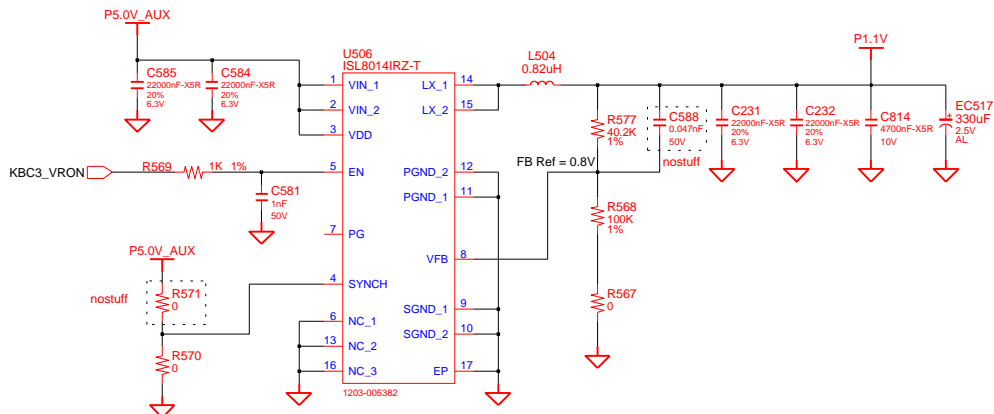 P5.0V_AUX
P1.1V
U506
ISL8014IRZ-T
C585
22000nF-X5R
20%
6.3V
C584
22000nF-X5R
20%
6.3V
1 VIN_1
2 VIN_2
3 VDD
LX_1 14
LX_2 15
L504
0.82uH
R577
40.2K
1%
C588
0.047nF
50V
nostuff
C231
22000nF-X5R
20%
6.3V
C232
22000nF-X5R
20%
6.3V
C814
4700nF-X5R
10V
EC517
330uF
2.5V
AL
+
FB Ref = 0.8V
KBC3_VRON
R569 1K 1%
5 EN
C581
1nF
50V
PGND_2 12
PGND_1 11
R568
100K
1%
7 PG
P5.0V_AUX
VFB 8
4 SYNCH
nostuff
R571
0
R567
0
SGND_1 9
SGND_2 10
6 NC_1
13 NC_2
16 NC_3
R570
0
EP 17
1203-005382